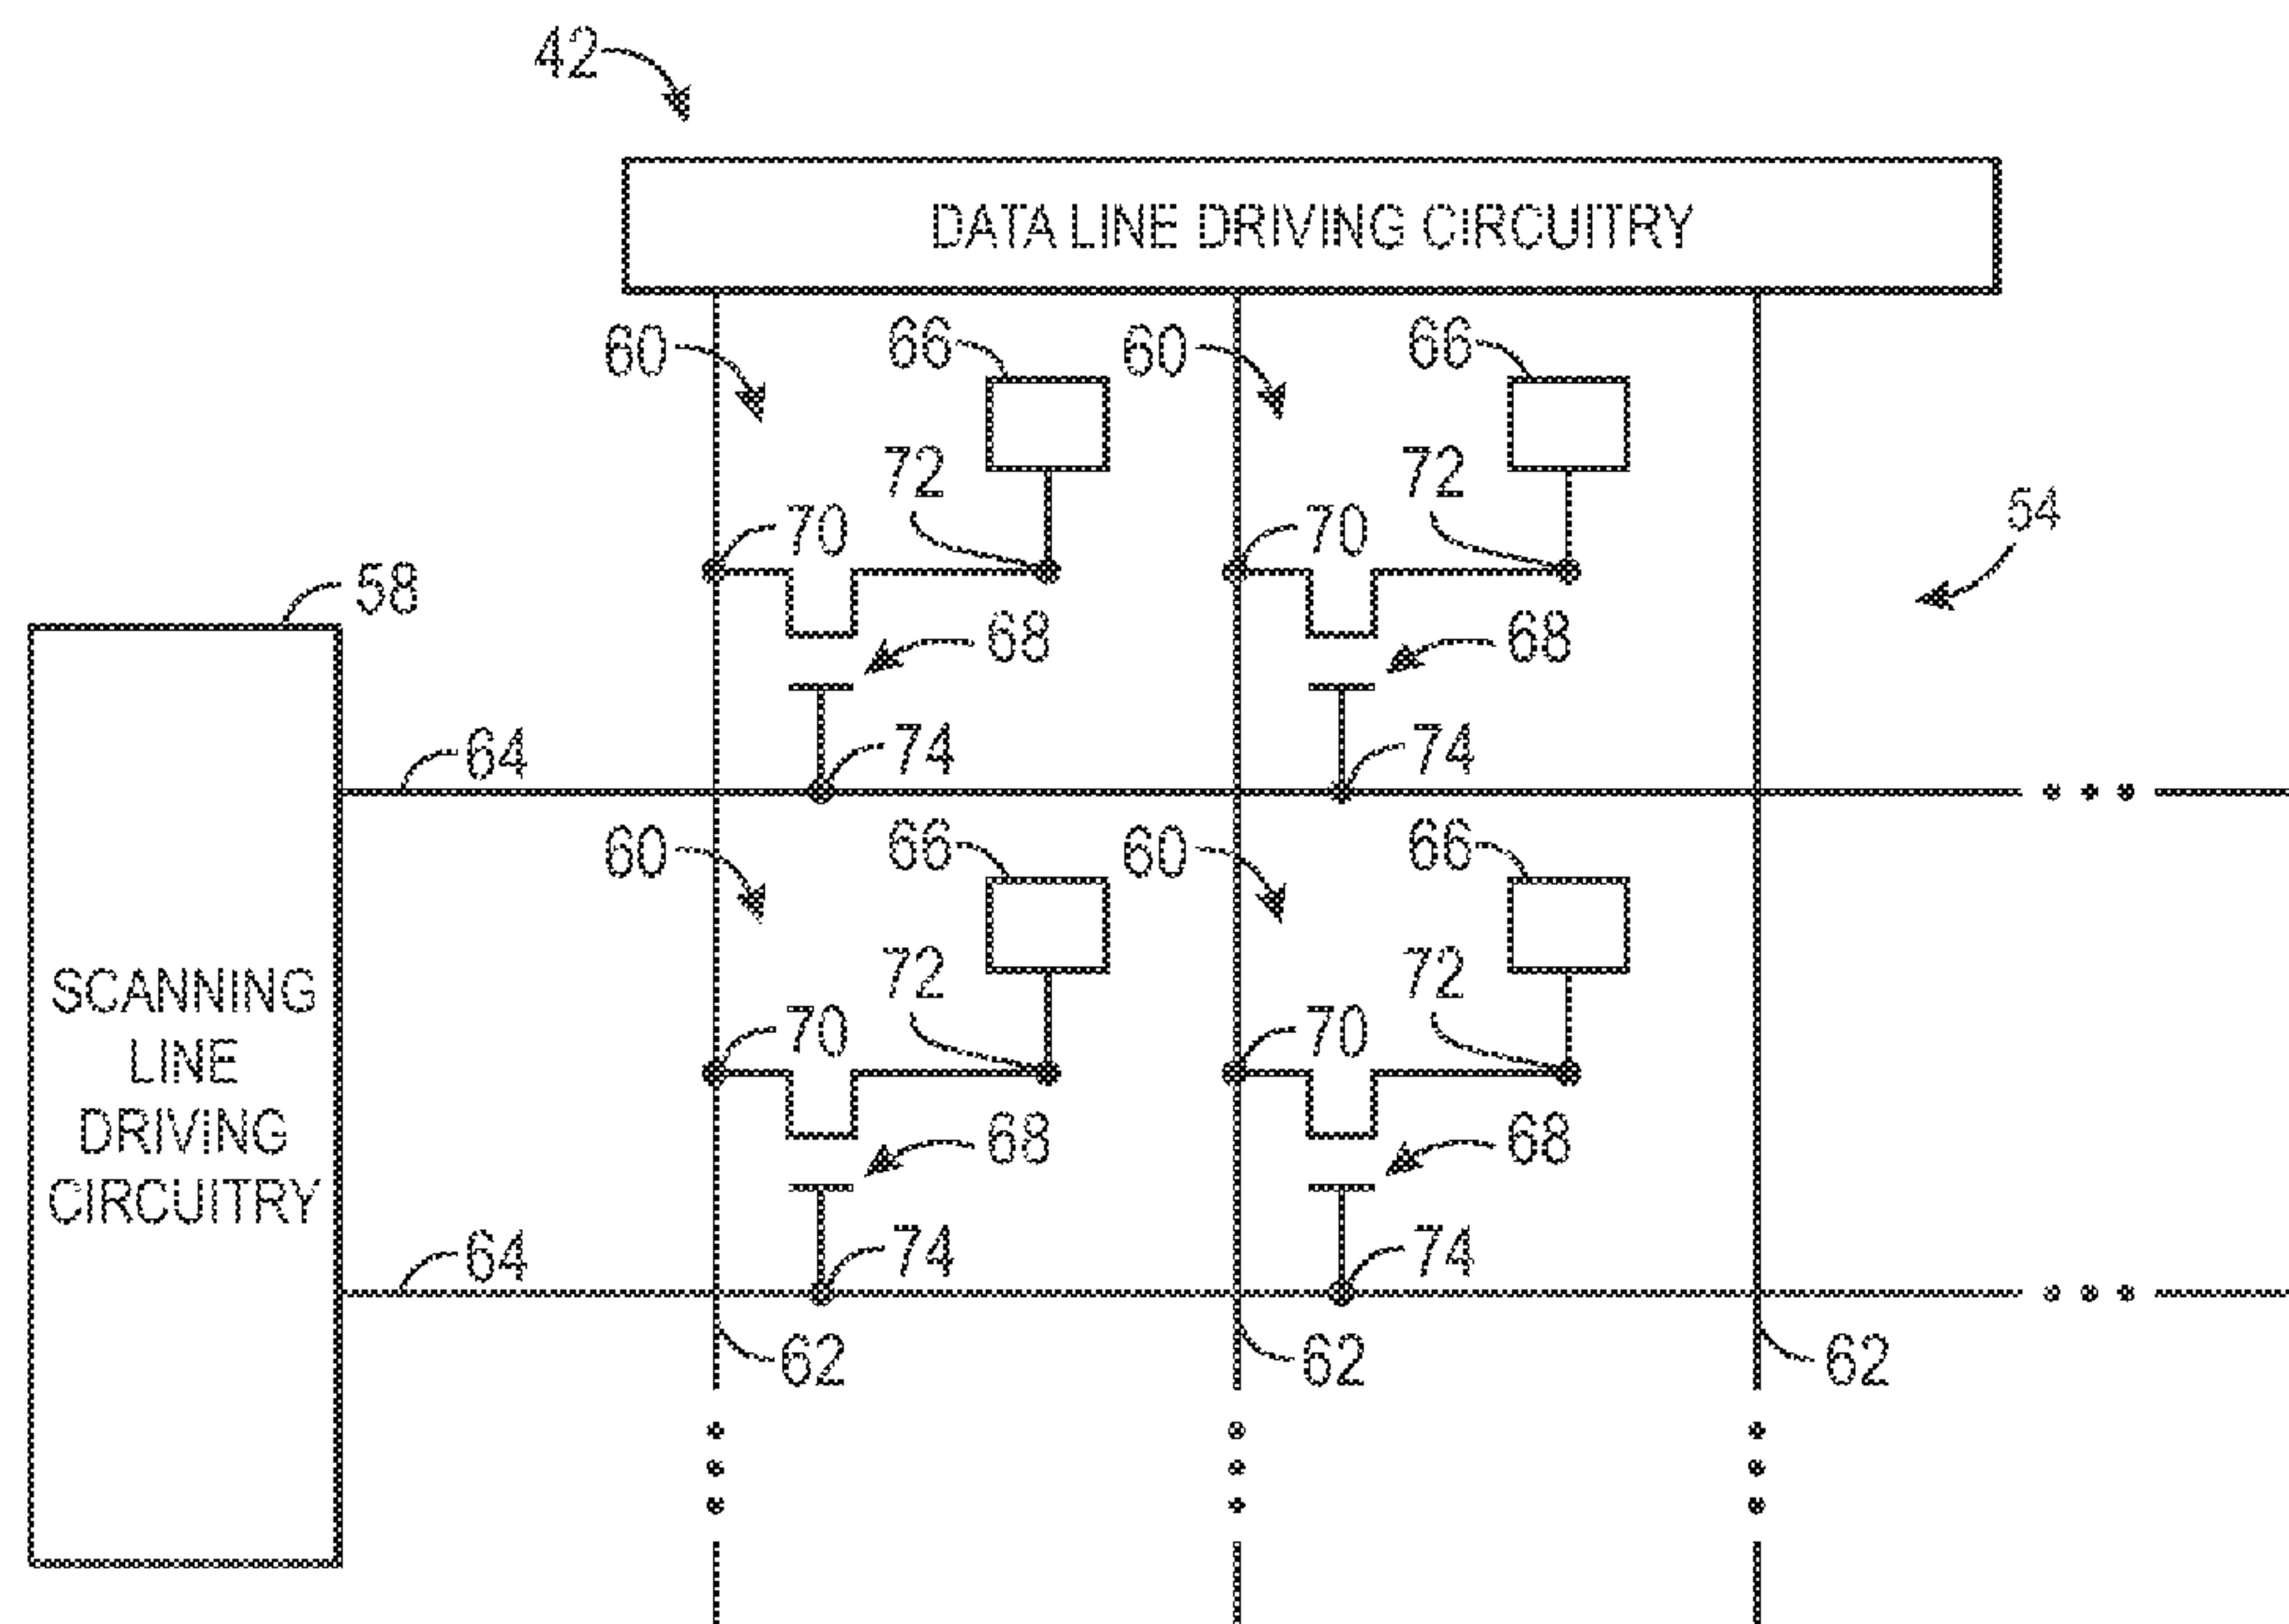 42
DATA LINE DRIVING CIRCUITRY
60 66 60 66
72 72
70 70 54
58
68 68
64 74 74
60 66 60 66
72 72
SCANNING
LINE
DRIVING
CIRCUITRY
70 70
68 68
64 74 74
62 62 62